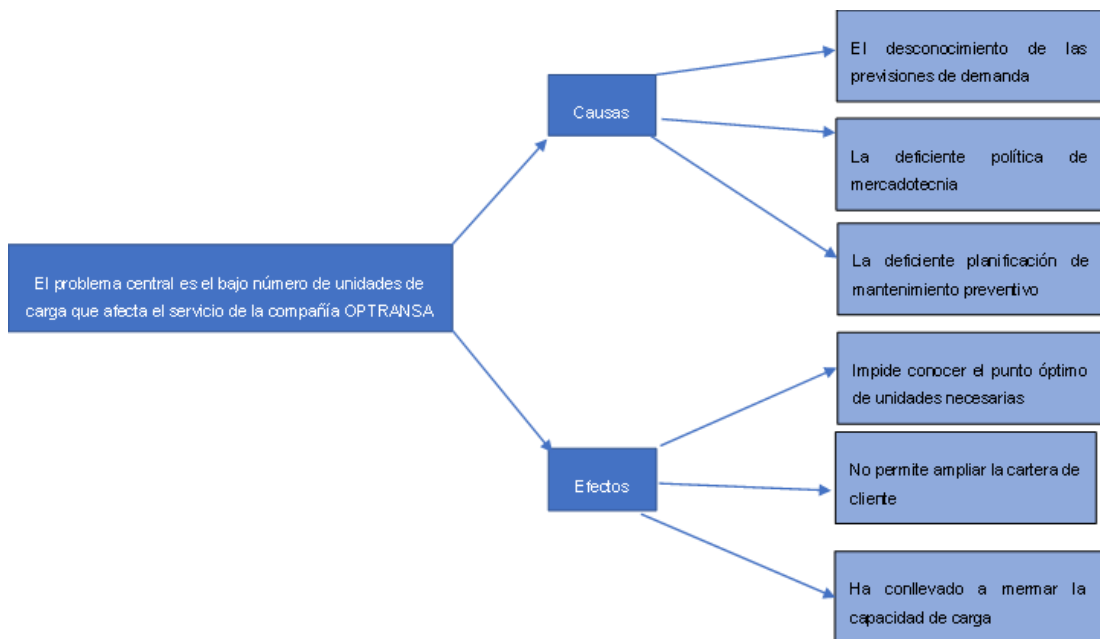 El desconocimiento de las
previsiones de demanda
Causas
La deficiente política de
mercadotecnia
La deficiente planificación de
mantenimiento preventivo
El problema central es el bajo número de unidades de
carga que afecta el servicio de la compañía OPTRANSA
Impide conocer el punto óptimo
de unidades necesarias
Efectos
No permite ampliar la cartera de
cliente
Ha conllevado a mermar la
capacidad de carga